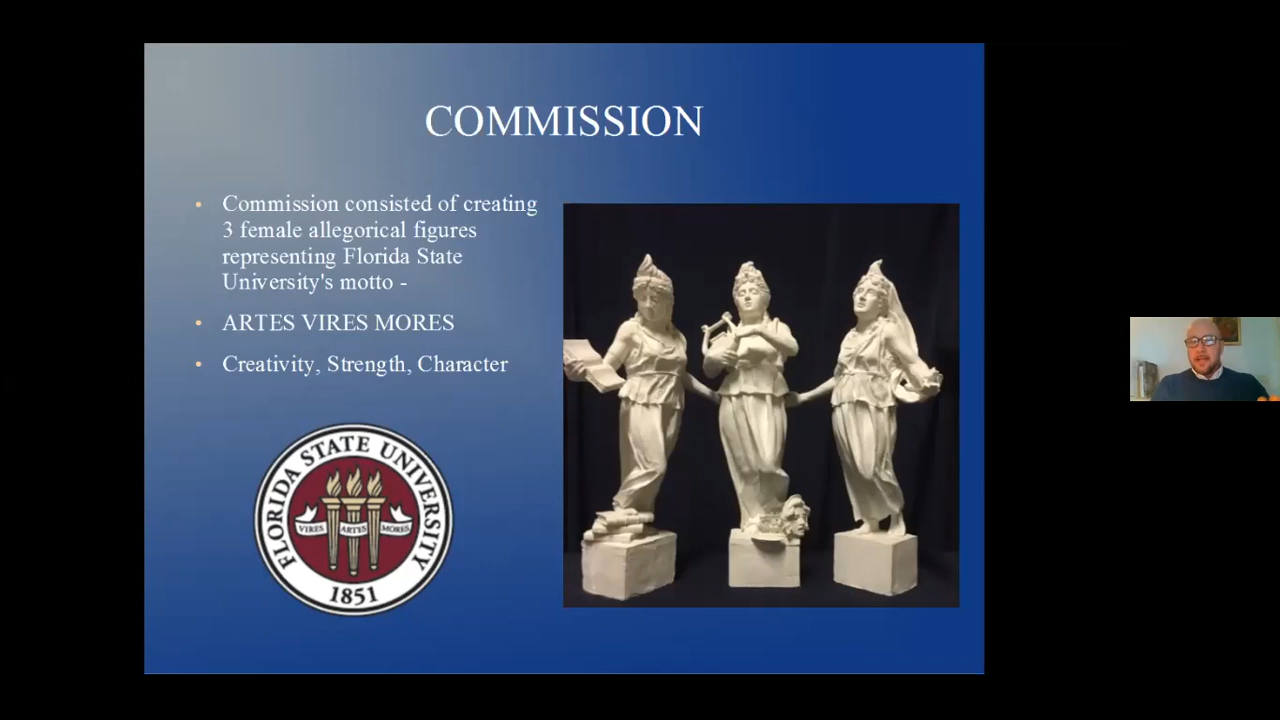 COMMISSION
• Commission consisted of creating
3 female allegorical figures
representing Florida State
University's motto -
• ARTES VIRES MORES
• Creativity, Strength, Character
FLORIDA STATE UNIVERSITY
VIRES ARTES MORES
1851